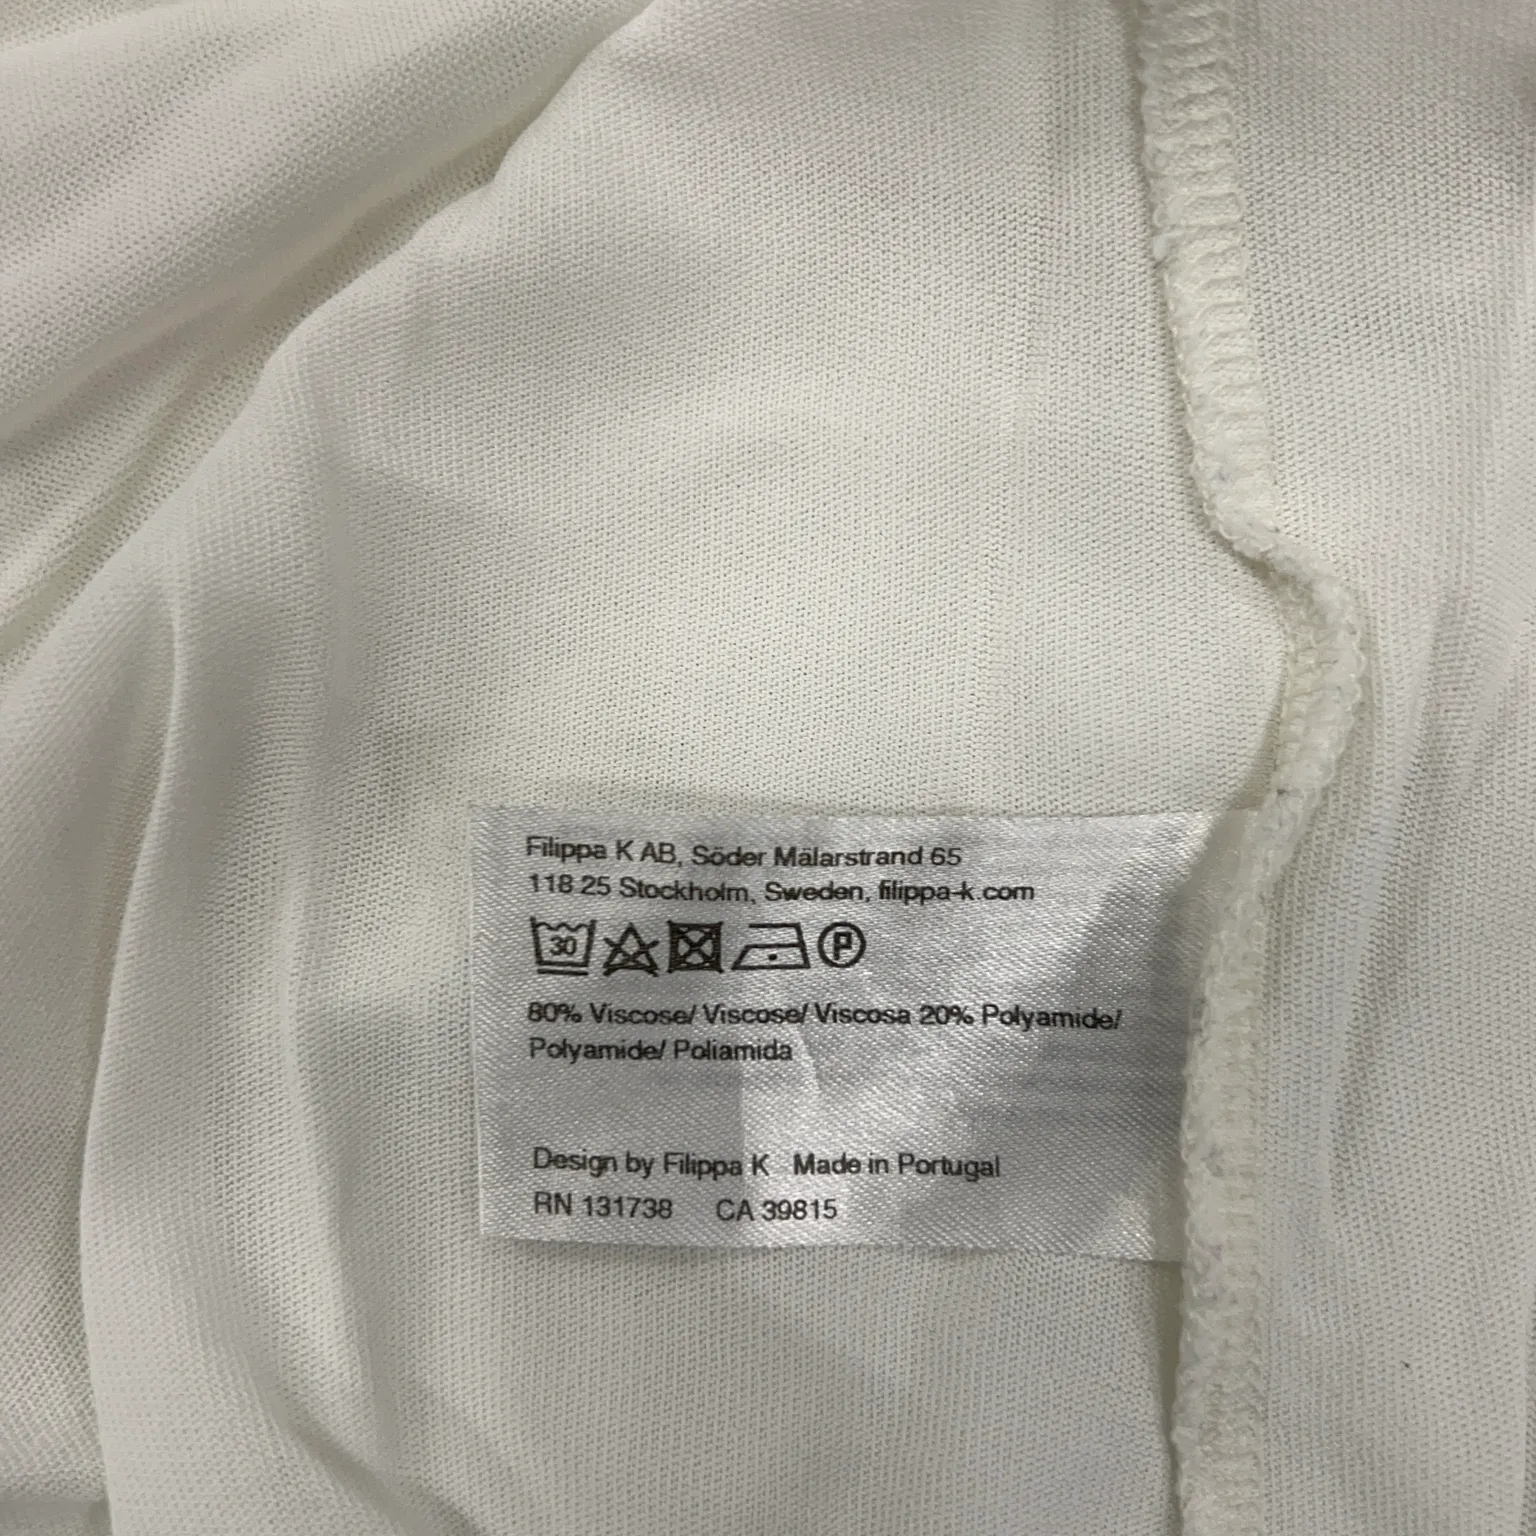 Filippa K AB, Söder Mälarstrand 65
118 25 Stockholm, Sweden, filippa-k.com
30 P
80% Viscose/ Viscose/ Viscosa 20% Polyamide/
Polyamide/ Poliamida
Design by Filippa K Made in Portugal
RN 131738 CA 39815